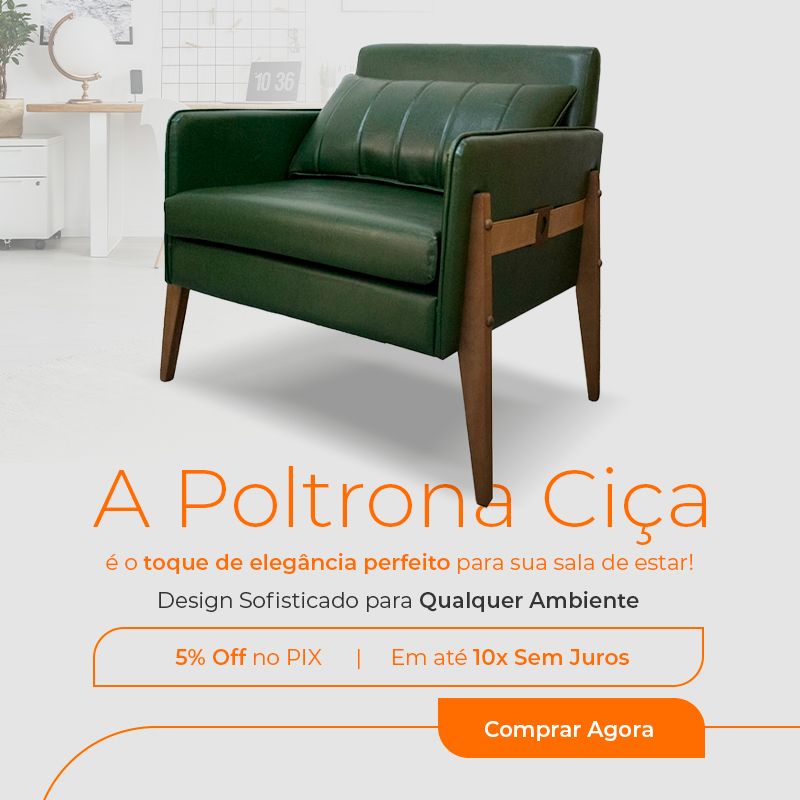 10 36
A Poltrona Ciça
é o toque de elegância perfeito para sua sala de estar!
Design Sofisticado para Qualquer Ambiente
5% Off no PIX | Em até 10x Sem Juros
Comprar Agora